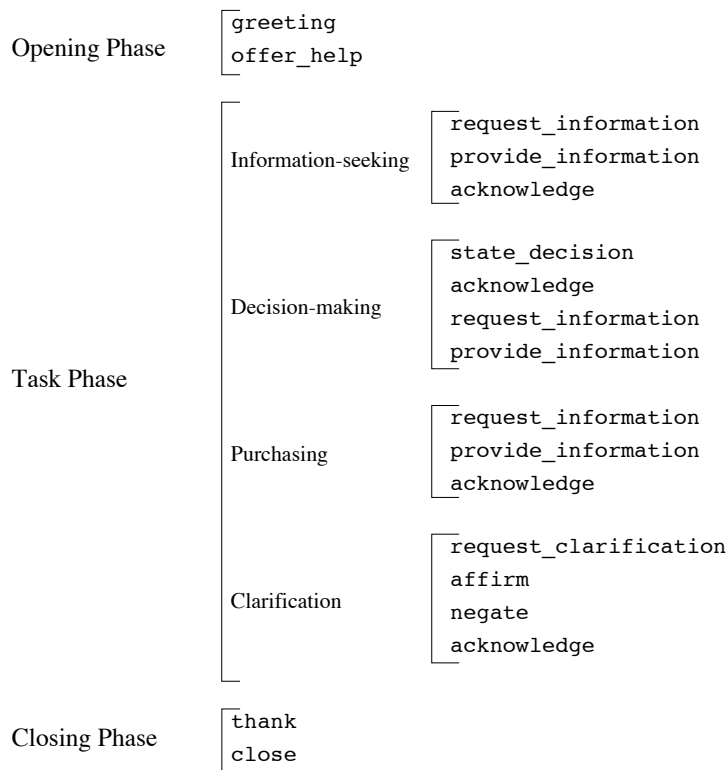 Opening Phase
greeting
offer_help
Task Phase
Information-seeking
request_information
provide_information
acknowledge
Decision-making
state_decision
acknowledge
request_information
provide_information
Purchasing
request_information
provide_information
acknowledge
Clarification
request_clarification
affirm
negate
acknowledge
Closing Phase
thank
close